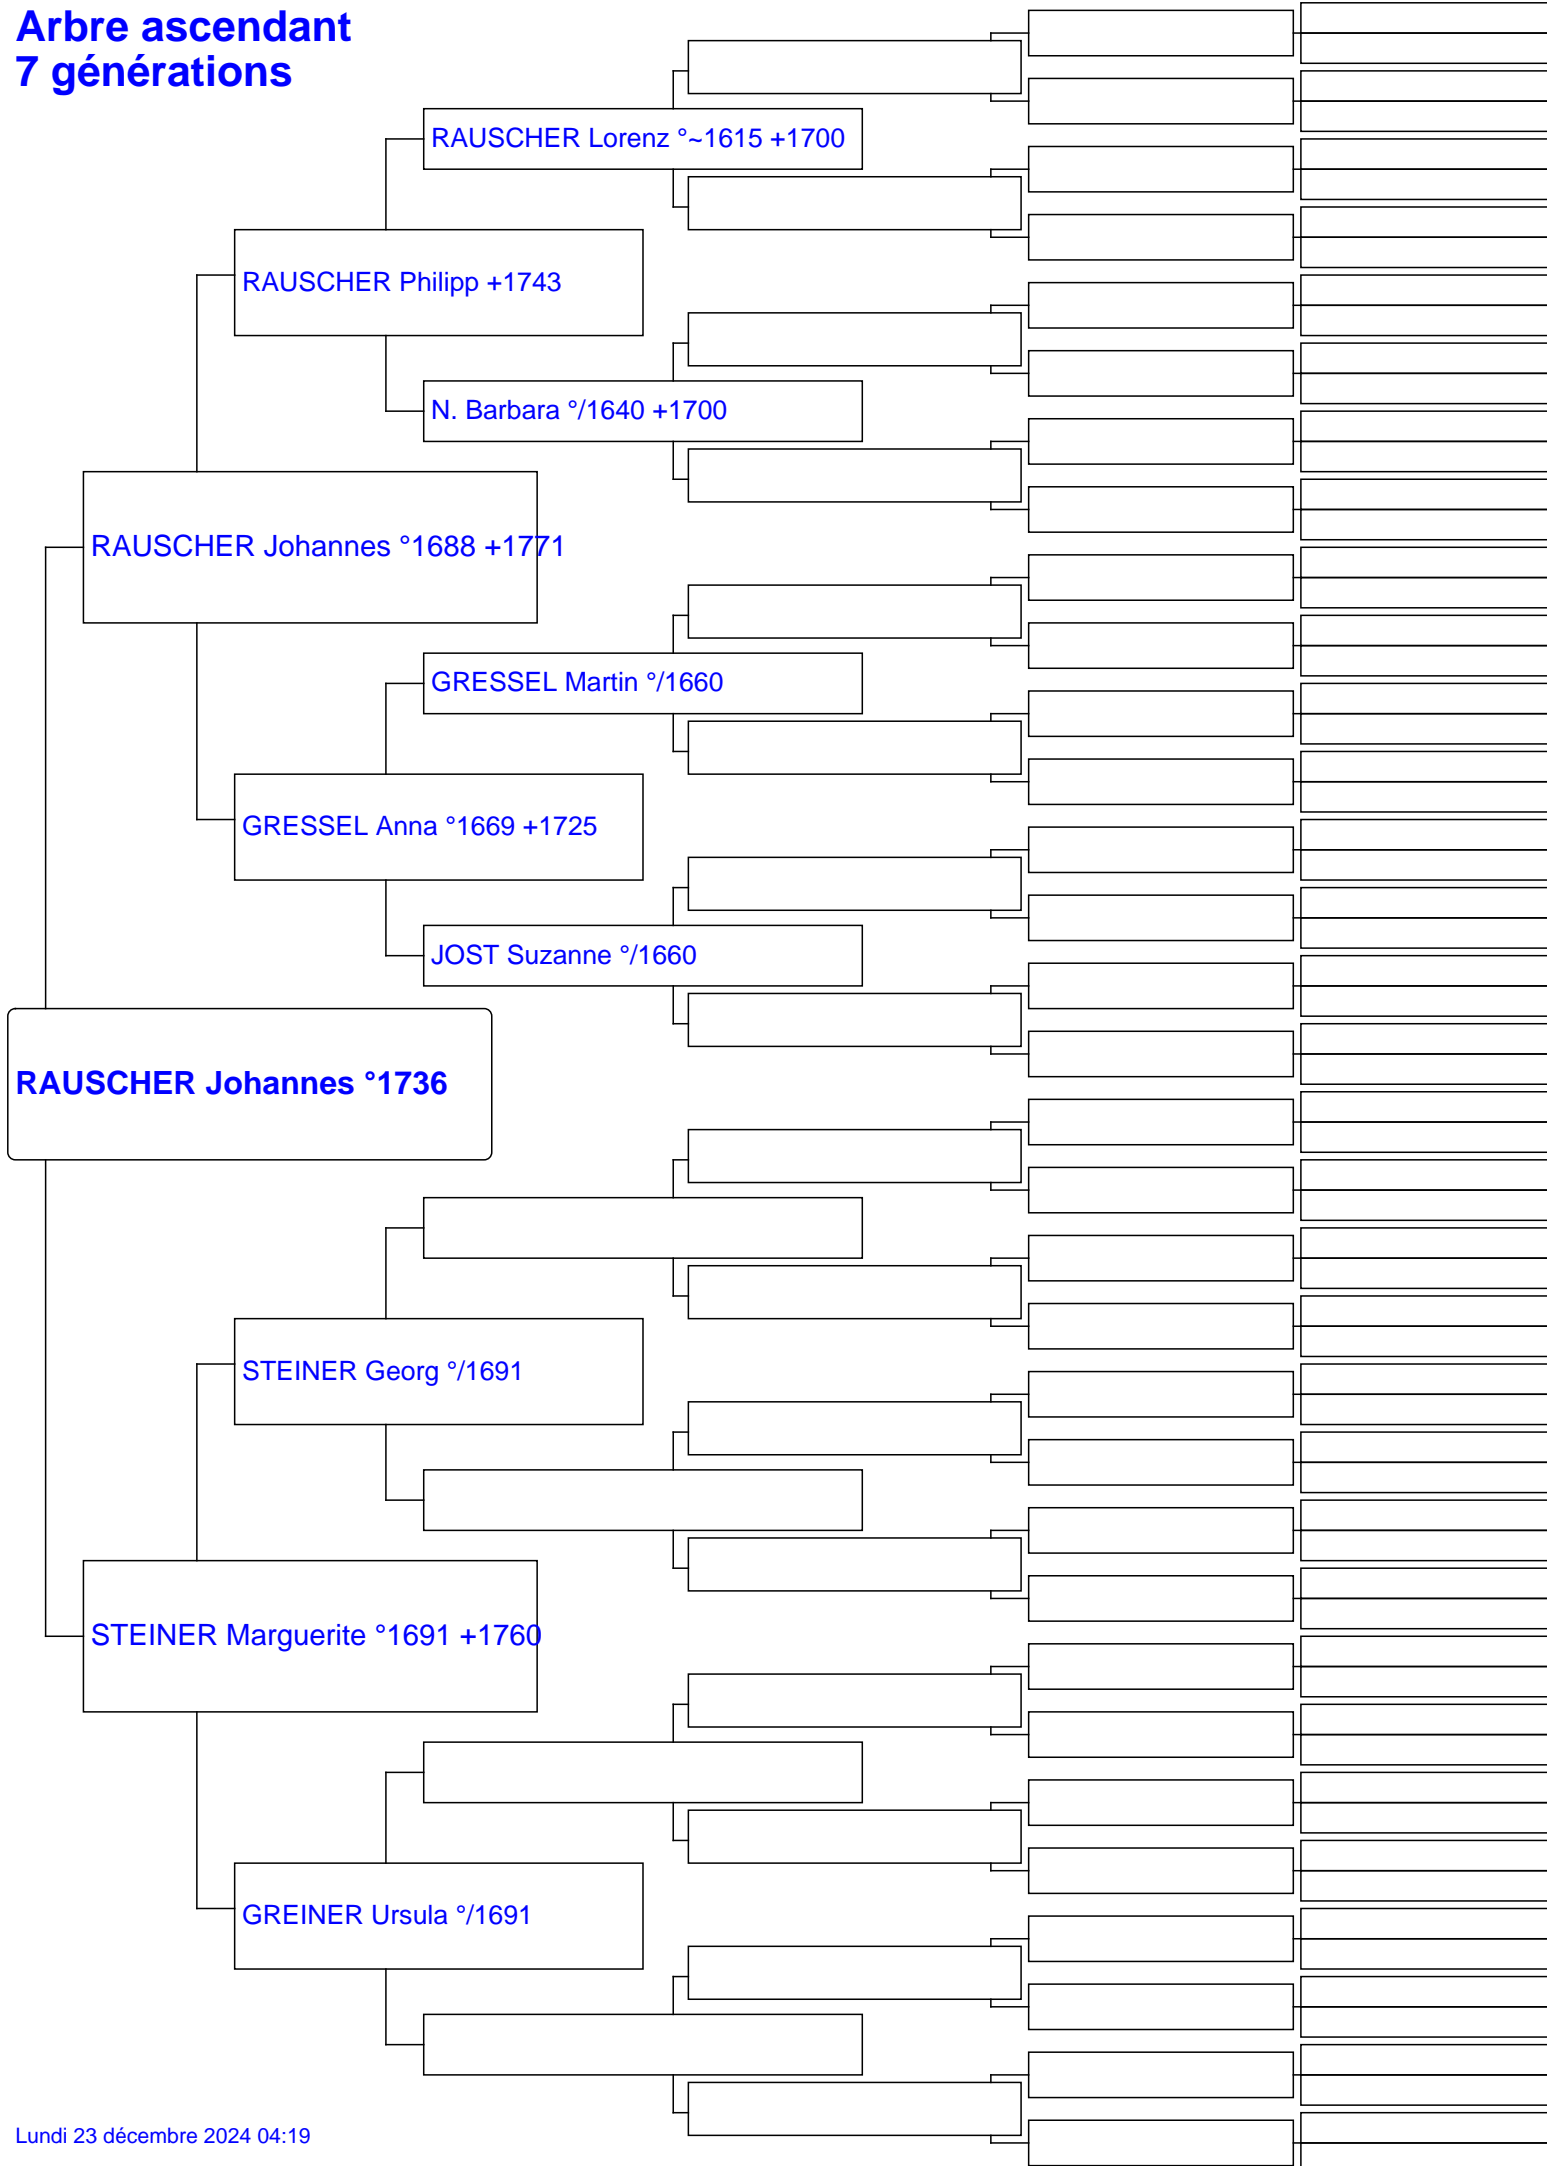 Arbre ascendant
7 générations
RAUSCHER Lorenz °~1615 +1700
RAUSCHER Philipp +1743
N. Barbara °/1640 +1700
RAUSCHER Johannes °1688 +1771
GRESSEL Martin °/1660
GRESSEL Anna °1669 +1725
JOST Suzanne °/1660
RAUSCHER Johannes °1736
STEINER Georg °/1691
STEINER Marguerite °1691 +1760
GREINER Ursula °/1691
Lundi 23 décembre 2024 04:19